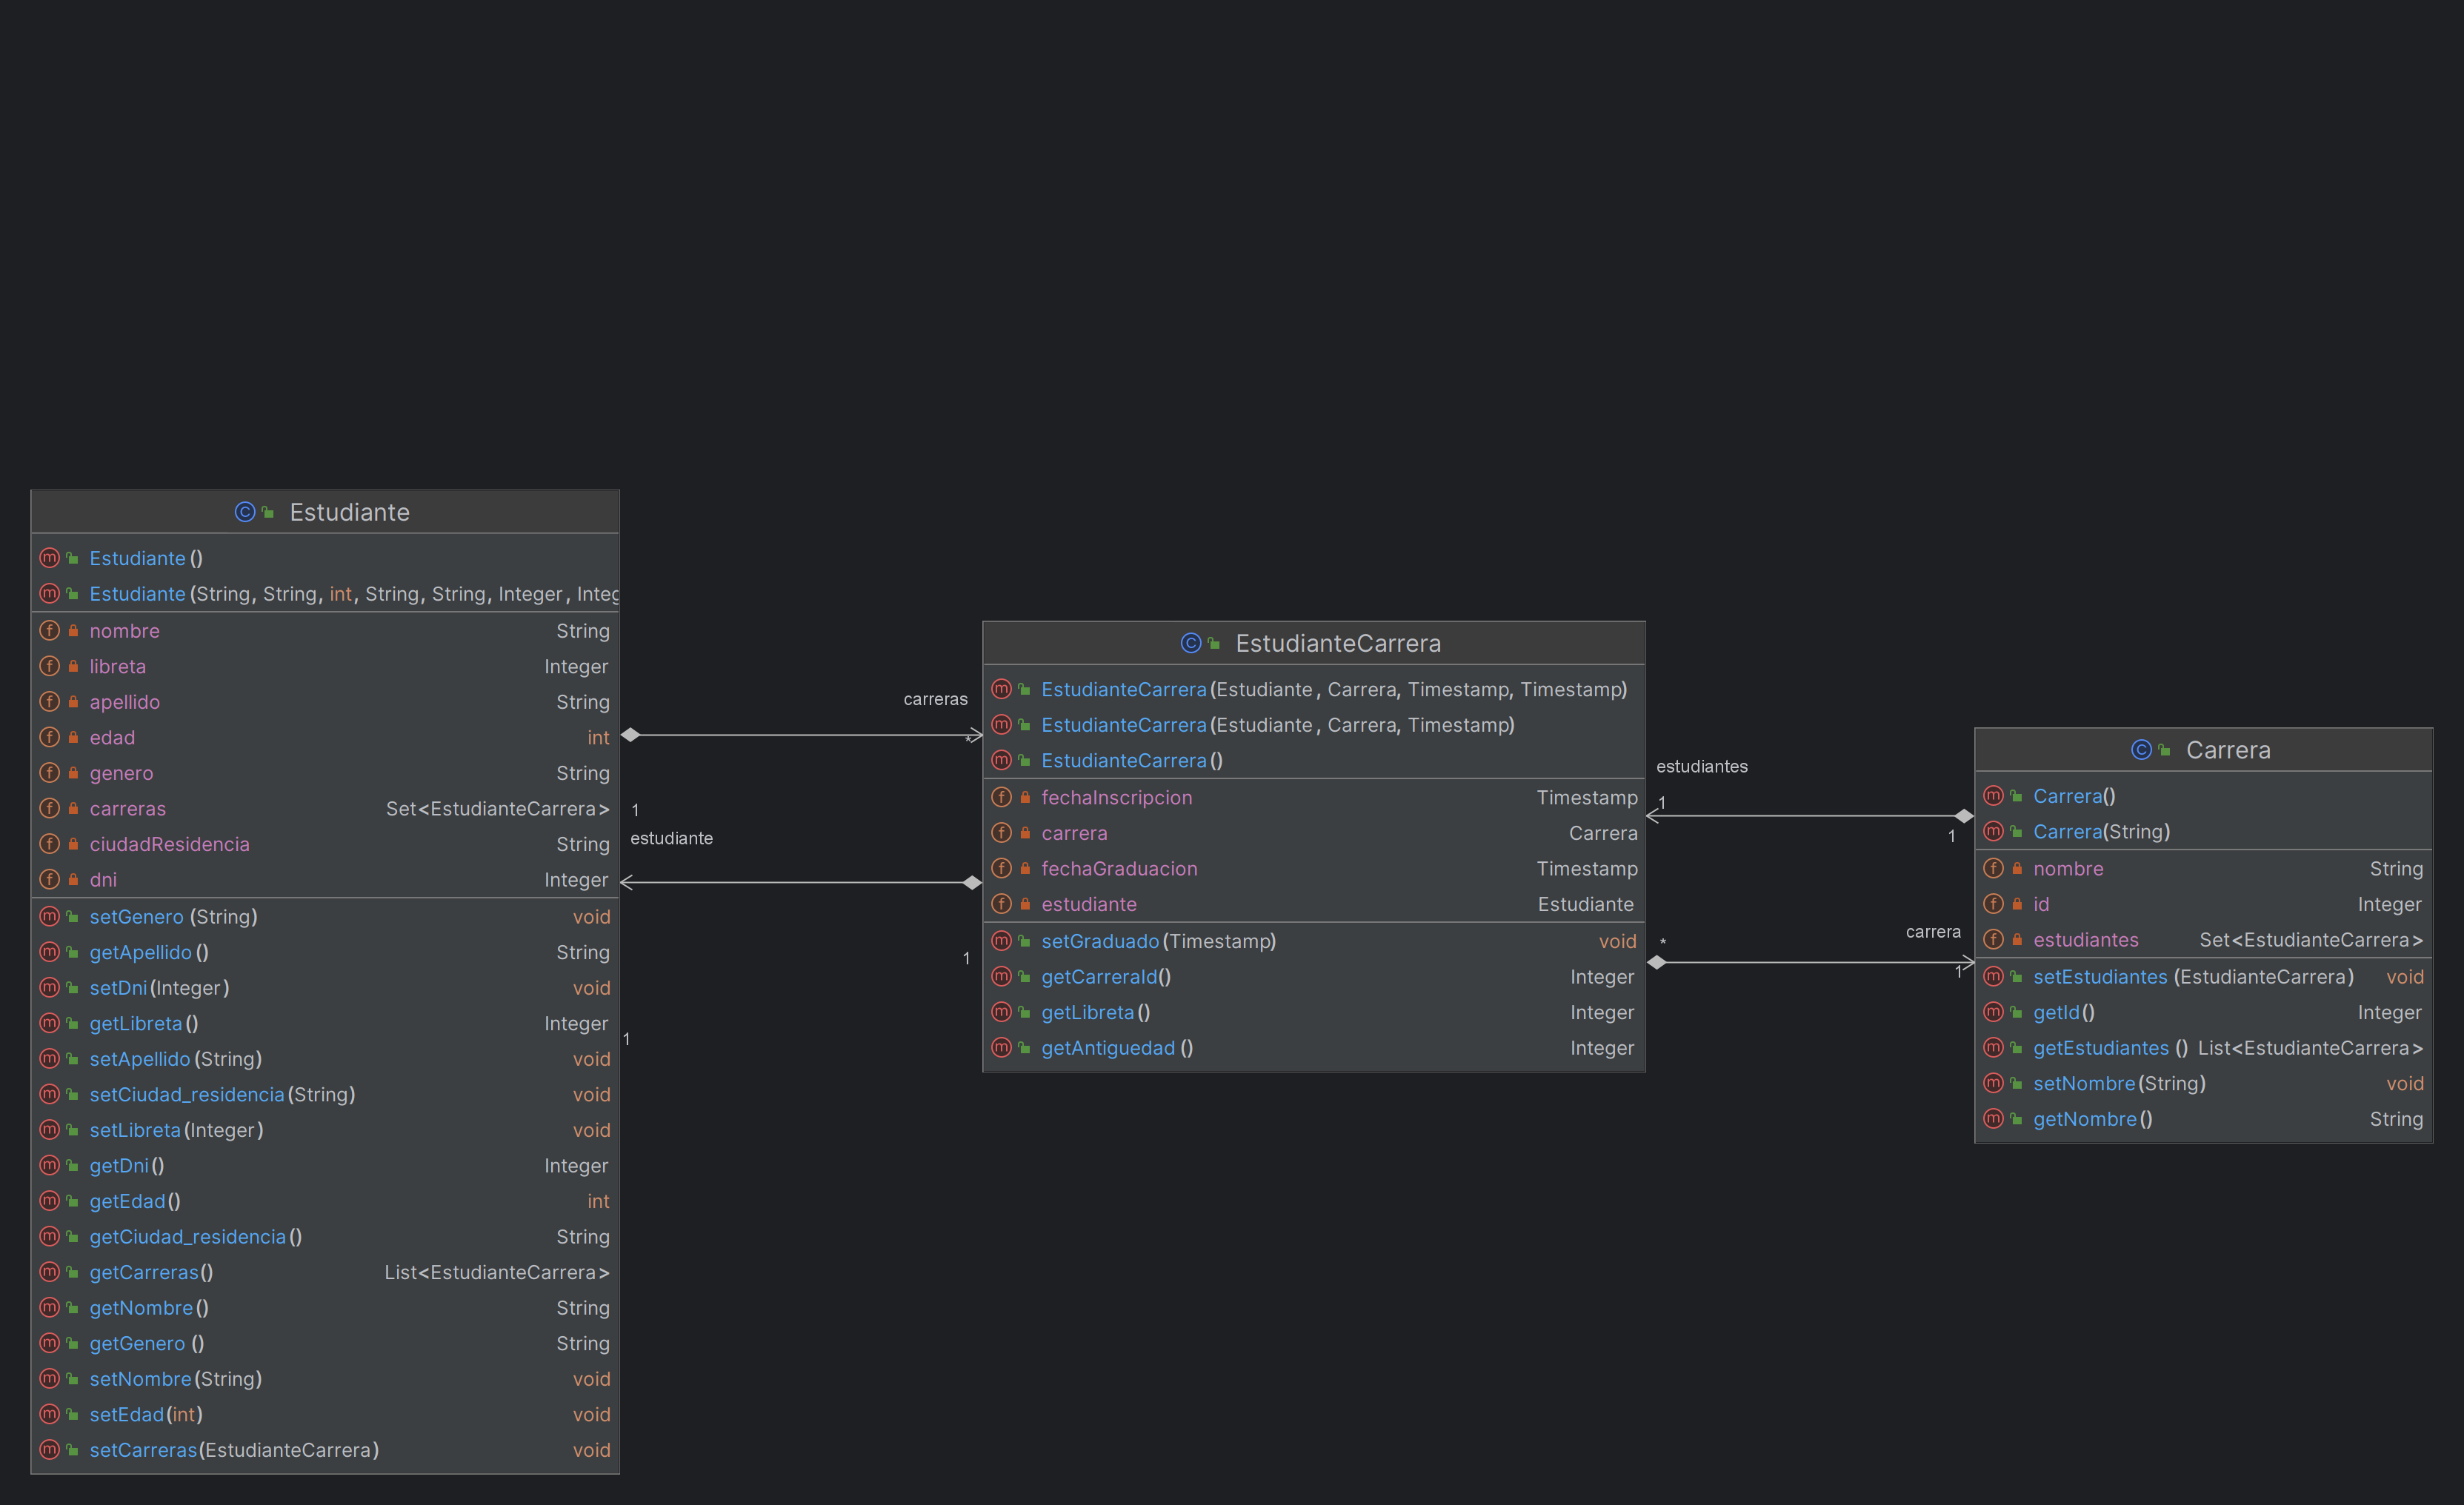 Estudiante
Estudiante()
Estudiante(String, String, int, String, String, Integer, Integ
nombre String
libreta Integer
apellido String
edad int
genero String
carreras Set<EstudianteCarrera>
ciudadResidencia String
dni Integer
setGenero(String) void
getApellido() String
setDni(Integer) void
getLibreta() Integer
setApellido(String) void
setCiudad_residencia(String) void
setLibreta(Integer) void
getDni() Integer
getEdad() int
getCiudad_residencia() String
getCarreras() List<EstudianteCarrera>
getNombre() String
getGenero() String
setNombre(String) void
setEdad(int) void
setCarreras(EstudianteCarrera) void
carreras
*
1
estudiante
1
1
EstudianteCarrera
EstudianteCarrera(Estudiante, Carrera, Timestamp, Timestamp)
EstudianteCarrera(Estudiante, Carrera, Timestamp)
EstudianteCarrera()
fechaInscripcion Timestamp
carrera Carrera
fechaGraduacion Timestamp
estudiante Estudiante
setGraduado(Timestamp) void
getCarreraId() Integer
getLibreta() Integer
getAntiguedad() Integer
estudiantes
1
1
carrera
*
1
Carrera
Carrera()
Carrera(String)
nombre String
id Integer
estudiantes Set<EstudianteCarrera>
setEstudiantes(EstudianteCarrera) void
getId() Integer
getEstudiantes() List<EstudianteCarrera>
setNombre(String) void
getNombre() String